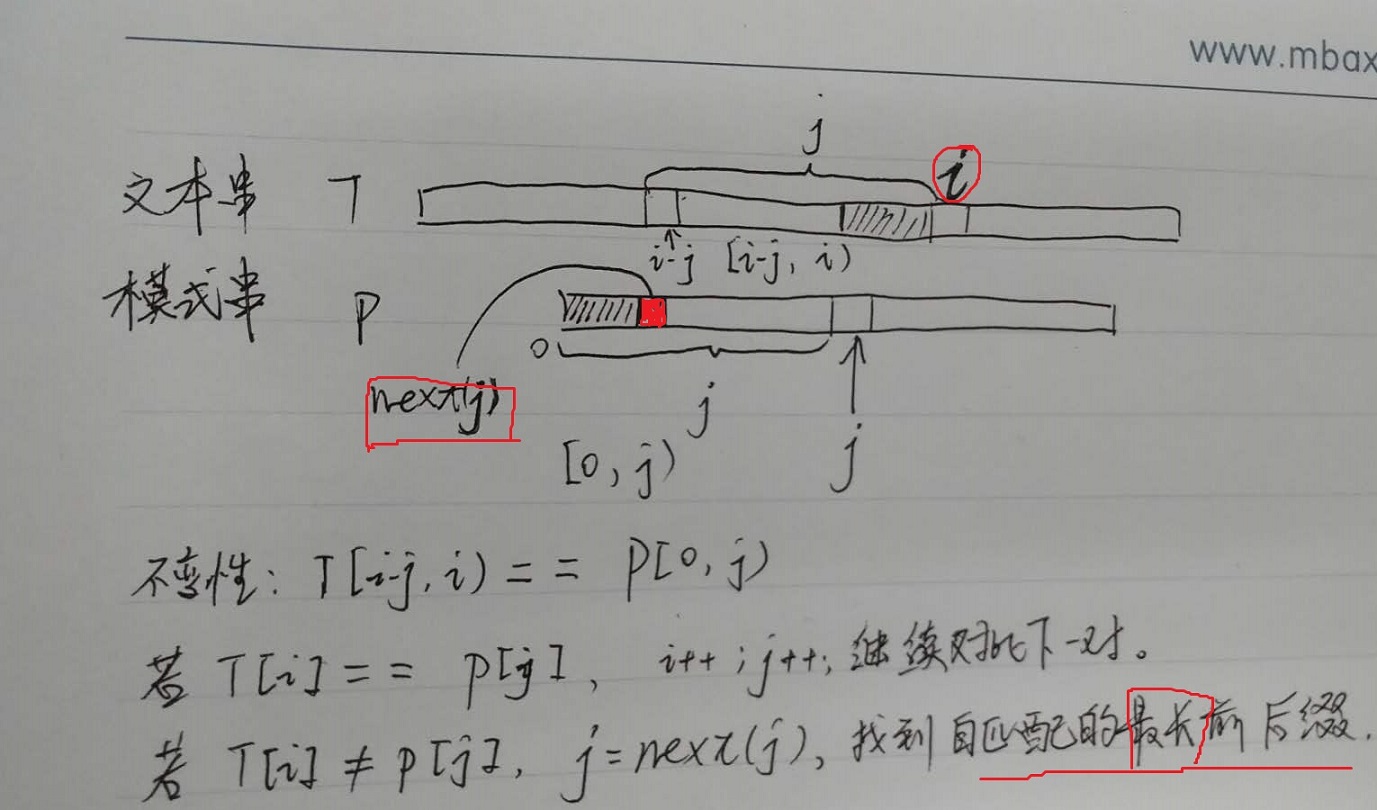 www.mbax
j
文本串 T i
i-j [i-j, i)
模式串 P
0
next(j) j
[0, j) j
不变性: T[i-j, i) == P[0, j)
若 T[i] == P[j], i++; j++; 继续对比下一对。
若 T[i] ≠ P[j], j=next(j), 找到自匹配的最长前后缀.